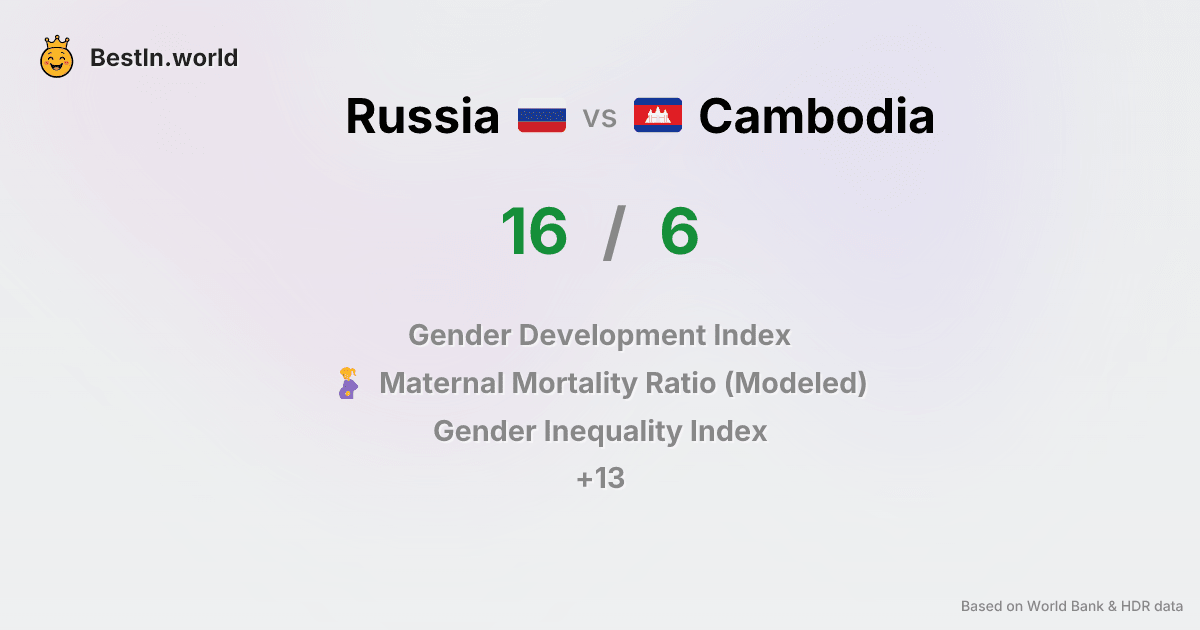 BestIn.world
Russia vs Cambodia
16 / 6
Gender Development Index
Maternal Mortality Ratio (Modeled)
Gender Inequality Index
+13
Based on World Bank & HDR data